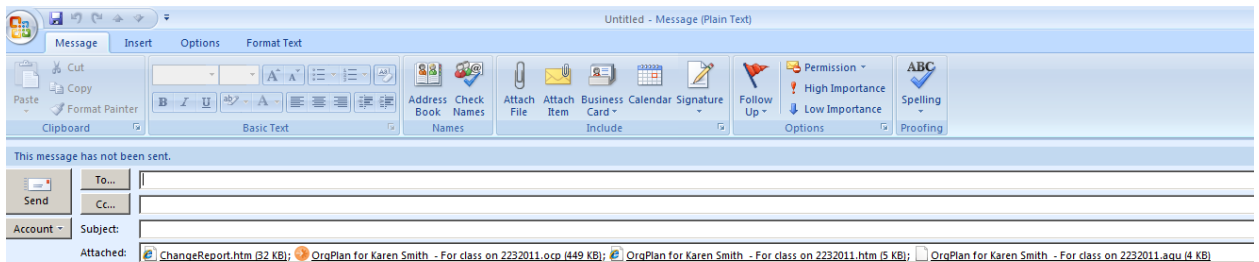 Untitled - Message (Plain Text)
Message Insert Options Format Text
Cut
Copy
Paste
Format Painter
Clipboard
A A
B I U ab A
Basic Text
Address Book
Check Names
Names
Attach File
Attach Item
Business Card
Calendar
Signature
Include
Follow Up
Permission
High Importance
Low Importance
Options
ABC
Spelling
Proofing
This message has not been sent.
Send
To...
Cc...
Account
Subject:
Attached: ChangeReport.htm (32 KB); OrgPlan for Karen Smith - For class on 2232011.ocp (449 KB); OrgPlan for Karen Smith - For class on 2232011.htm (5 KB); OrgPlan for Karen Smith - For class on 2232011.aqu (4 KB)